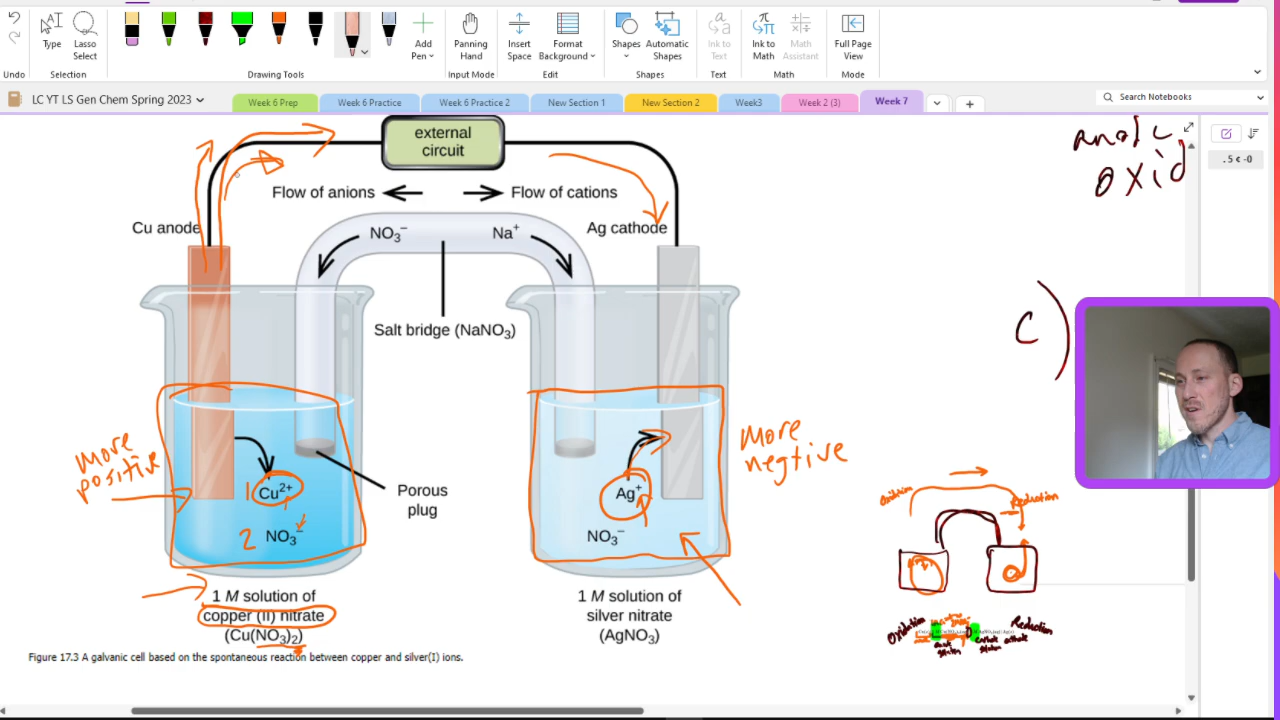 Type
Lasso
Select
Add
Pen
Panning
Hand
Insert
Space
Format
Background
Shapes
Automatic
Shapes
Ink to
Text
Ink to
Math
Math
Assistant
Full Page
View
Undo
Selection
Drawing Tools
Input Mode
Edit
Shapes
Text
Math
Mode
LC YT LS Gen Chem Spring 2023
Week 6 Prep
Week 6 Practice
Week 6 Practice 2
New Section 1
New Section 2
Week3
Week 2 (3)
Week 7
Search Notebooks
.5 ¢ -0
external
circuit
Flow of anions
Flow of cations
Cu anode
Ag cathode
NO3−
Na+
Salt bridge (NaNO3)
oxid
C)
More
positive
More
negtive
1 Cu2+
Ag+
Porous
plug
2 NO3−
NO3−
Oxidation
Reduction
1 M solution of
copper (II) nitrate
(Cu(NO3)2)
1 M solution of
silver nitrate
(AgNO3)
Oxidation
Reduction
Figure 17.3 A galvanic cell based on the spontaneous reaction between copper and silver(I) ions.